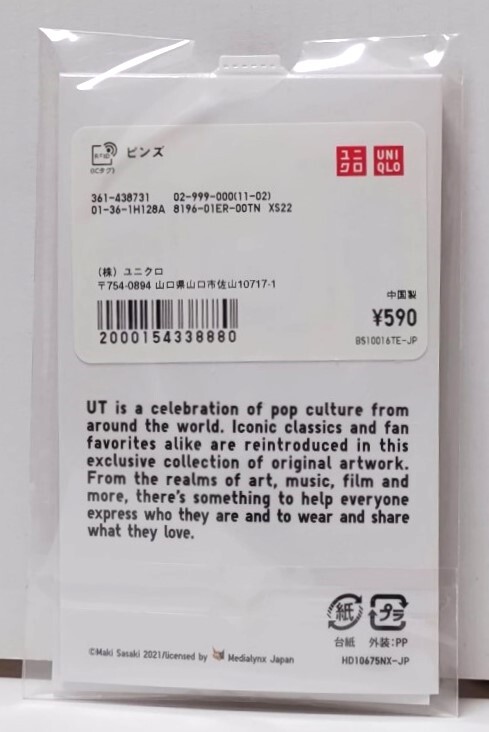 RFID
(ICタグ)
ピンズ
ユニクロ
UNIQLO
361-438731 02-999-000(11-02)
01-36-1H128A 8196-01ER-00TN XS22
(株) ユニクロ
〒754-0894 山口県山口市佐山10717-1
中国製
2000154338880
¥590
BS10016TE-JP
UT is a celebration of pop culture from
around the world. Iconic classics and fan
favorites alike are reintroduced in this
exclusive collection of original artwork.
From the realms of art, music, film and
more, there's something to help everyone
express who they are and to wear and share
what they love.
紙 プラ
台紙 外装:PP
©Maki Sasaki 2021/licensed by Medialynx Japan
HD10675NX-JP